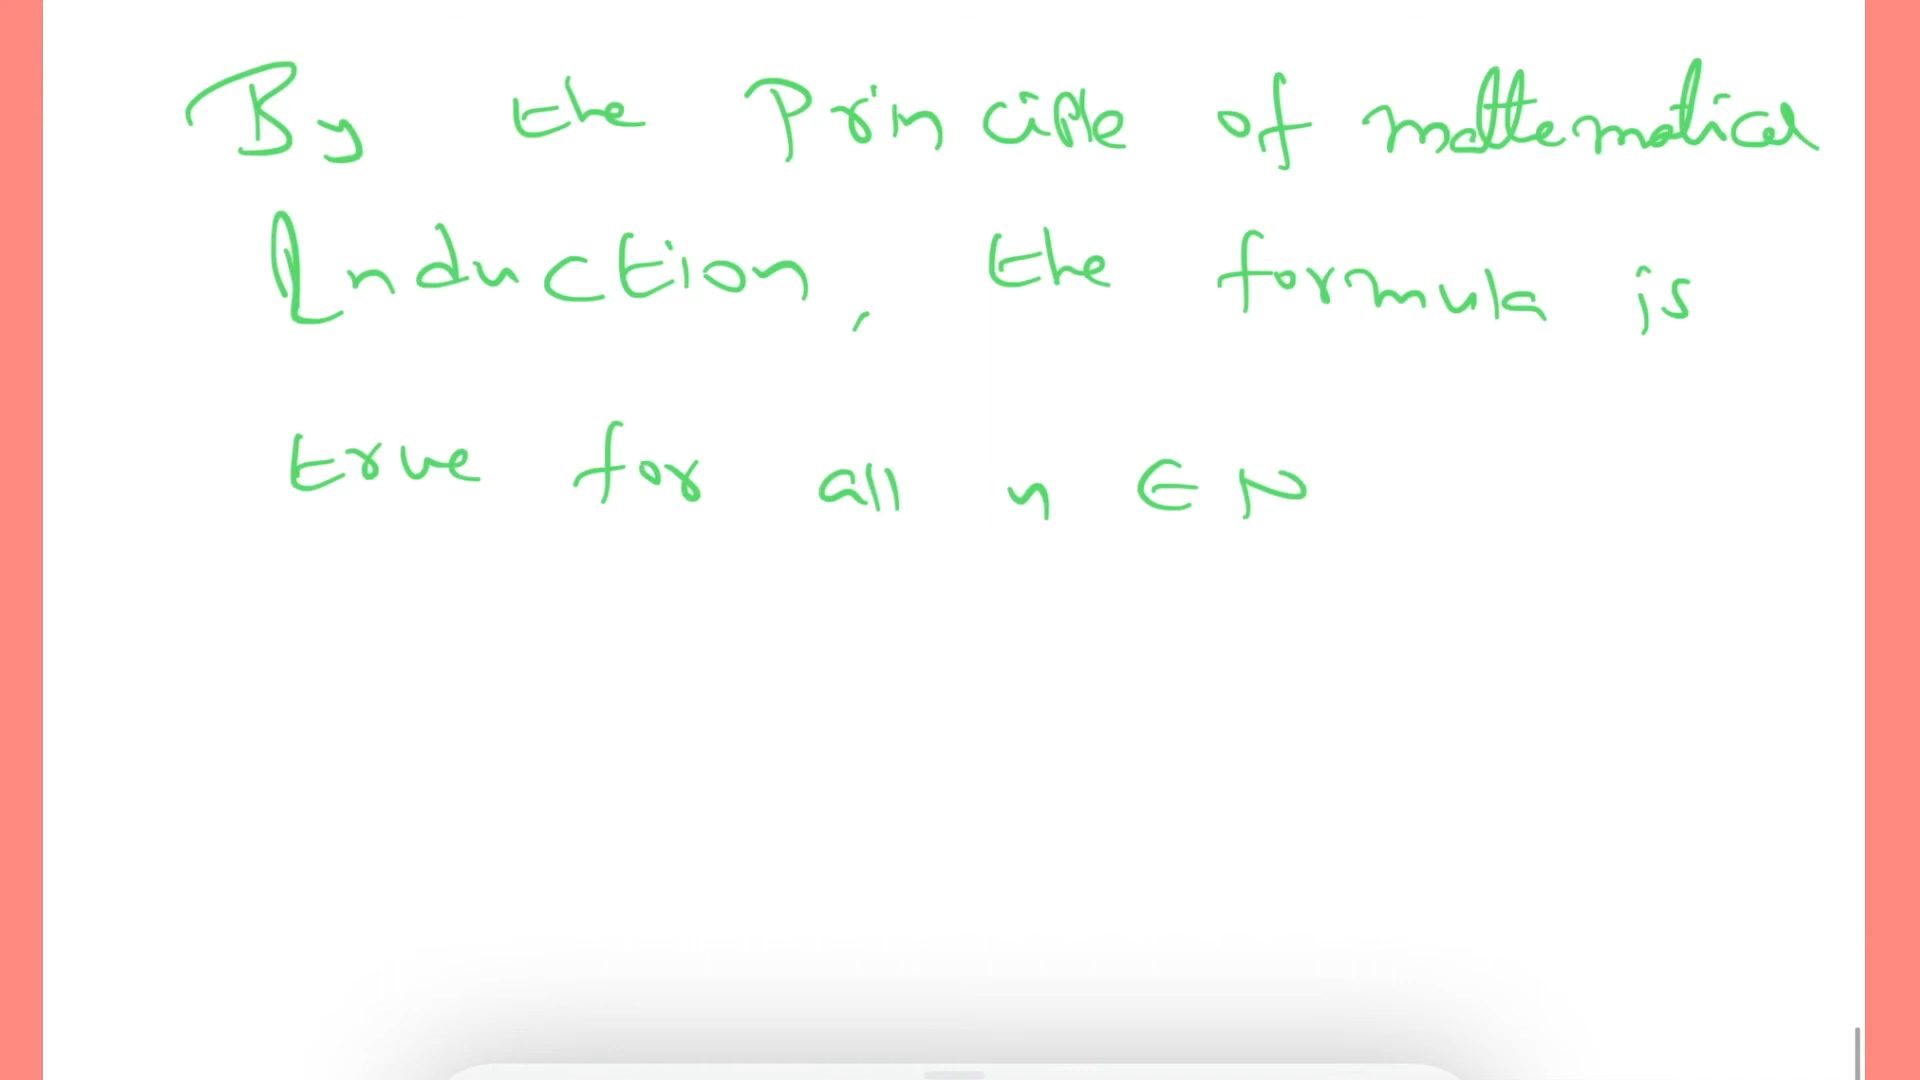 By the Principle of mathematical
Induction, the formula is
true for all n ∈ N